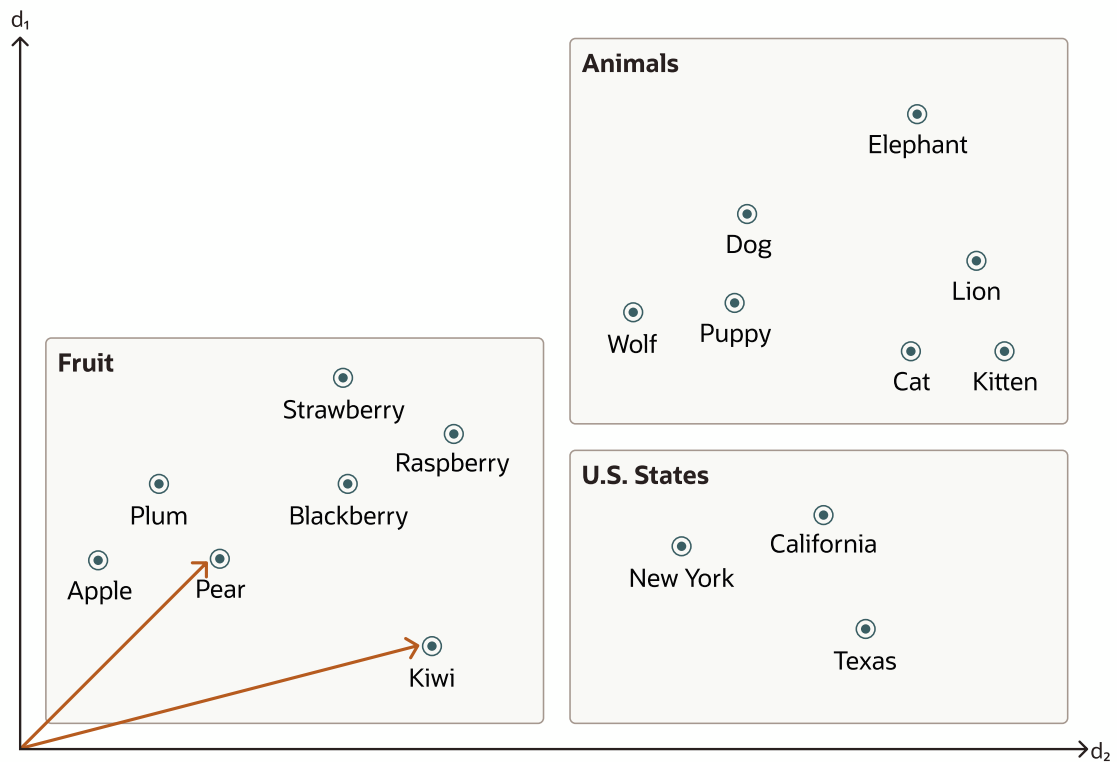 d₁
Animals
Elephant
Dog
Lion
Wolf
Puppy
Cat
Kitten
Fruit
Strawberry
Raspberry
Plum
Blackberry
Apple
Pear
Kiwi
U.S. States
California
New York
Texas
d₂